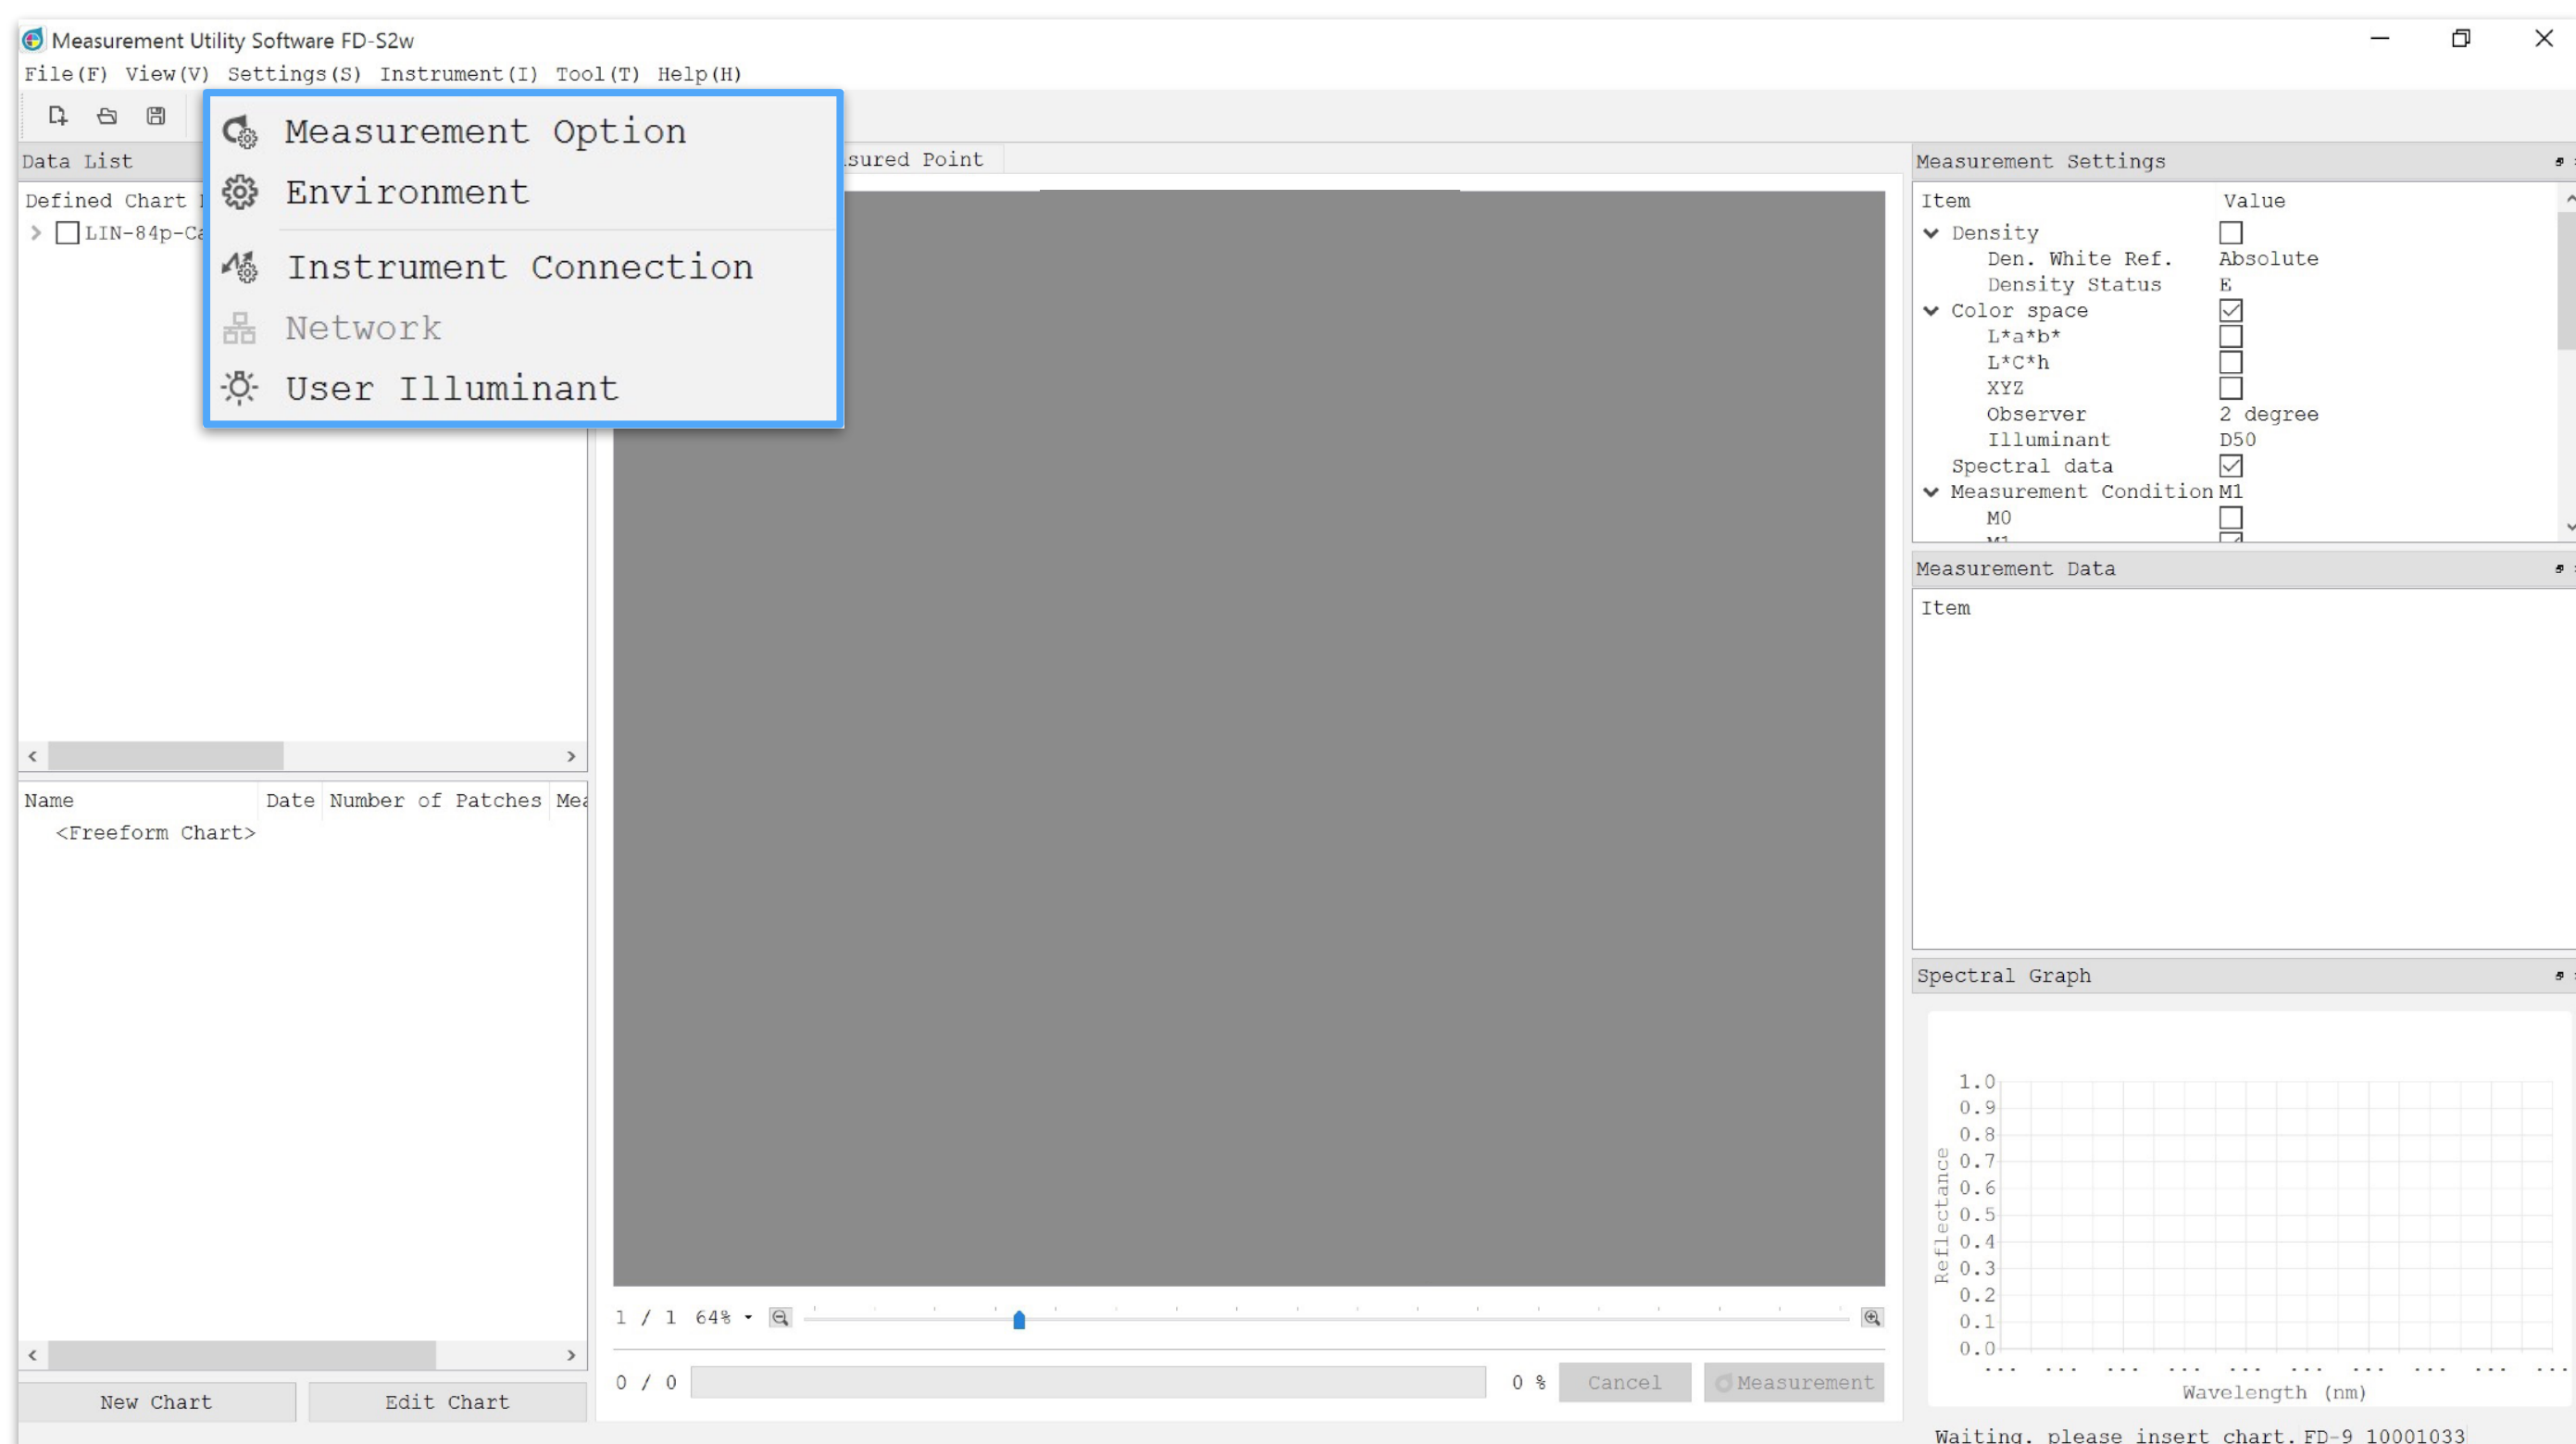 Measurement Utility Software FD-S2w
File(F) View(V) Settings(S) Instrument(I) Tool(T) Help(H)
Measurement Option
Environment
Instrument Connection
Network
User Illuminant
Data List
Defined Chart
LIN-84p-Ca
Name Date Number of Patches Mea
<Freeform Chart>
New Chart Edit Chart
sured Point
1 / 1 64%
0 / 0 0 % Cancel Measurement
Measurement Settings
Item Value
Density
Den. White Ref. Absolute
Density Status E
Color space
L*a*b*
L*C*h
XYZ
Observer 2 degree
Illuminant D50
Spectral data
Measurement Condition M1
M0
M1
Measurement Data
Item
Spectral Graph
1.0
0.9
0.8
0.7
0.6
0.5
0.4
0.3
0.2
0.1
0.0
Reflectance
... ... ... ... ... ... ... ... ... ...
Wavelength (nm)
Waiting. please insert chart. FD-9 10001033